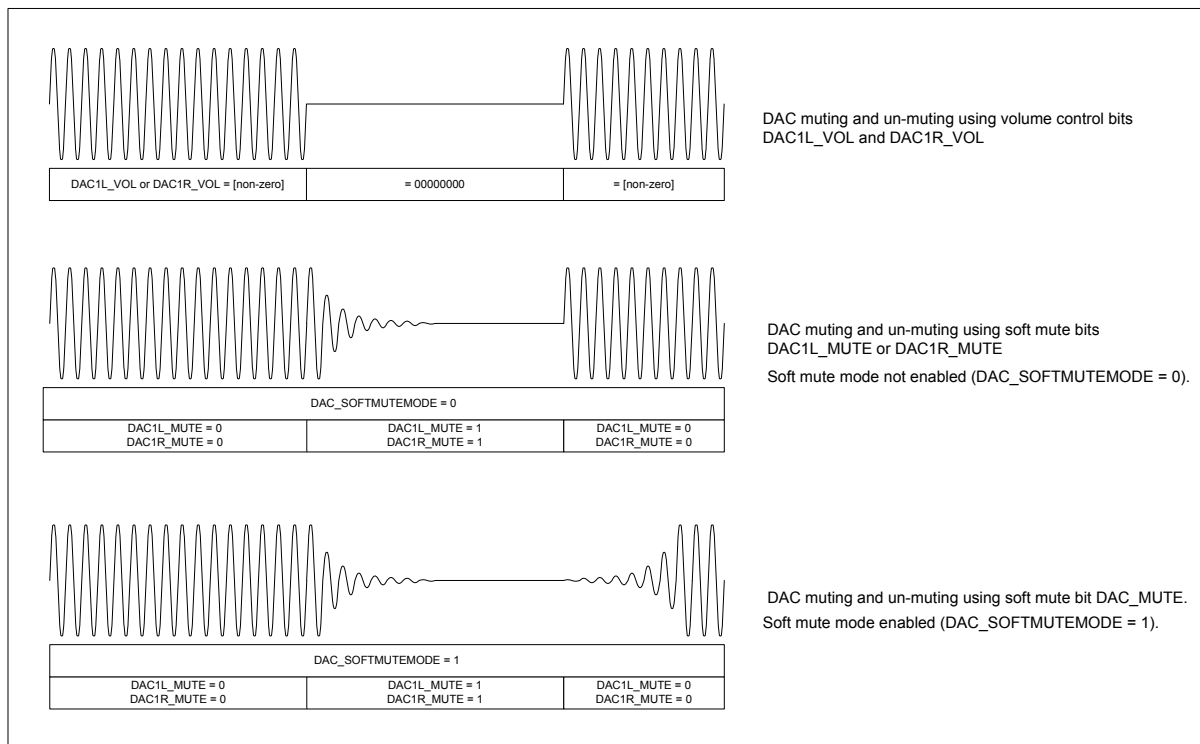 DAC muting and un-muting using volume control bits
DAC1L_VOL and DAC1R_VOL
DAC1L_VOL or DAC1R_VOL = [non-zero]
= 00000000
= [non-zero]
DAC muting and un-muting using soft mute bits
DAC1L_MUTE or DAC1R_MUTE
Soft mute mode not enabled (DAC_SOFTMUTEMODE = 0).
DAC_SOFTMUTEMODE = 0
DAC1L_MUTE = 0
DAC1R_MUTE = 0
DAC1L_MUTE = 1
DAC1R_MUTE = 1
DAC1L_MUTE = 0
DAC1R_MUTE = 0
DAC muting and un-muting using soft mute bit DAC_MUTE.
Soft mute mode enabled (DAC_SOFTMUTEMODE = 1).
DAC_SOFTMUTEMODE = 1
DAC1L_MUTE = 0
DAC1R_MUTE = 0
DAC1L_MUTE = 1
DAC1R_MUTE = 1
DAC1L_MUTE = 0
DAC1R_MUTE = 0